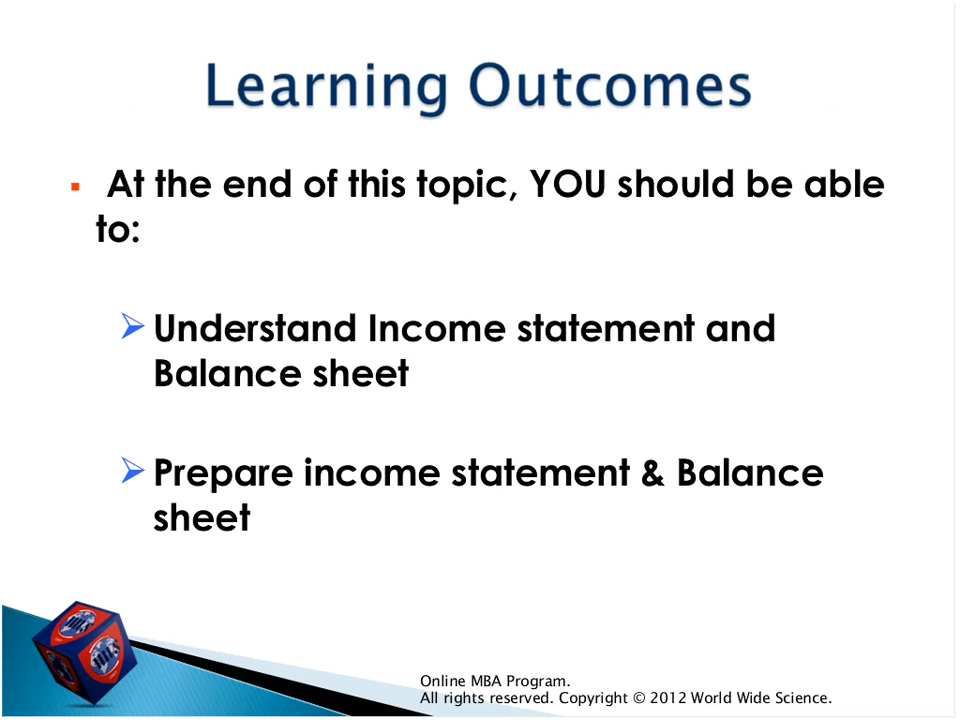 Learning Outcomes
▪ At the end of this topic, YOU should be able
to:
➢ Understand Income statement and
Balance sheet
➢ Prepare income statement & Balance
sheet
Online MBA Program.
All rights reserved. Copyright © 2012 World Wide Science.